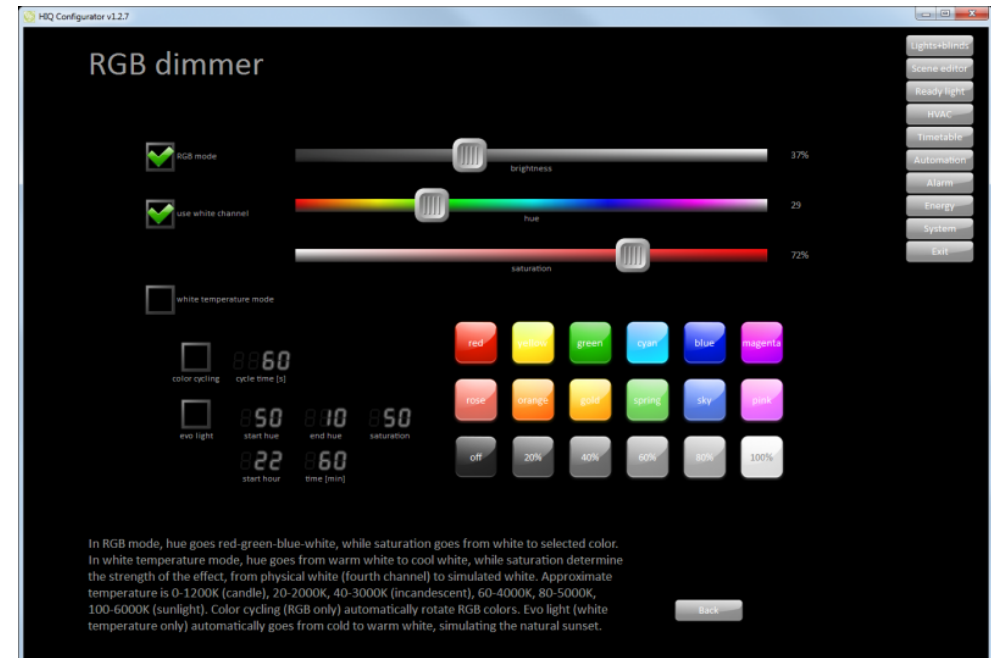 HIQ Configurator v1.2.7
RGB dimmer
Lights+blinds
Scene editor
Ready light
HVAC
Timetable
Automation
Alarm
Energy
System
Exit
RGB mode
brightness
37%
use white channel
hue
29
saturation
72%
white temperature mode
color cycling
60
cycle time [s]
evo light
50
start hue
10
end hue
50
saturation
22
start hour
60
time [min]
red
yellow
green
cyan
blue
magenta
rose
orange
gold
spring
sky
pink
off
20%
40%
60%
80%
100%
In RGB mode, hue goes red-green-blue-white, while saturation goes from white to selected color.
In white temperature mode, hue goes from warm white to cool white, while saturation determine
the strength of the effect, from physical white (fourth channel) to simulated white. Approximate
temperature is 0-1200K (candle), 20-2000K, 40-3000K (incandescent), 60-4000K, 80-5000K,
100-6000K (sunlight). Color cycling (RGB only) automatically rotate RGB colors. Evo light (white
temperature only) automatically goes from cold to warm white, simulating the natural sunset.
Back